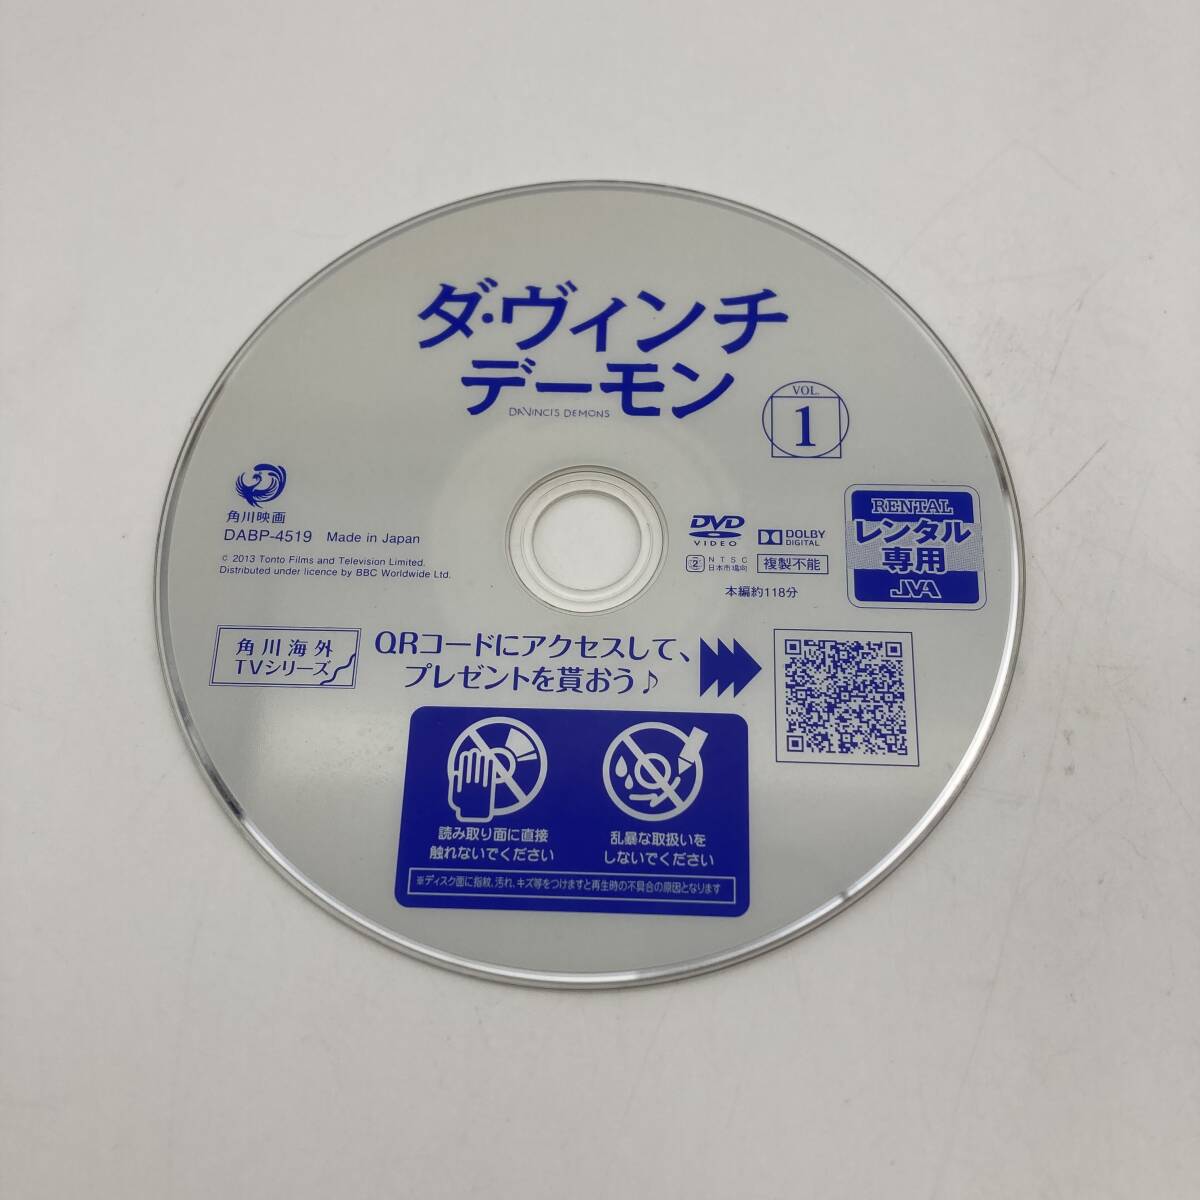 ダ・ヴィンチ
デーモン
DAVINCI'S DEMONS
VOL.
1
角川映画
DABP-4519 Made in Japan
© 2013 Tonto Films and Television Limited.
Distributed under licence by BBC Worldwide Ltd.
DVD
VIDEO
DOLBY
DIGITAL
2
NTSC
日本市場向
複製不能
本編約118分
RENTAL
レンタル
専用
JVA
角川海外
TVシリーズ
QRコードにアクセスして、
プレゼントを貰おう♪
読み取り面に直接
触れないでください
乱暴な取扱いを
しないでください
※ディスク面に指紋、汚れ、キズ等をつけますと再生時の不具合の原因となります